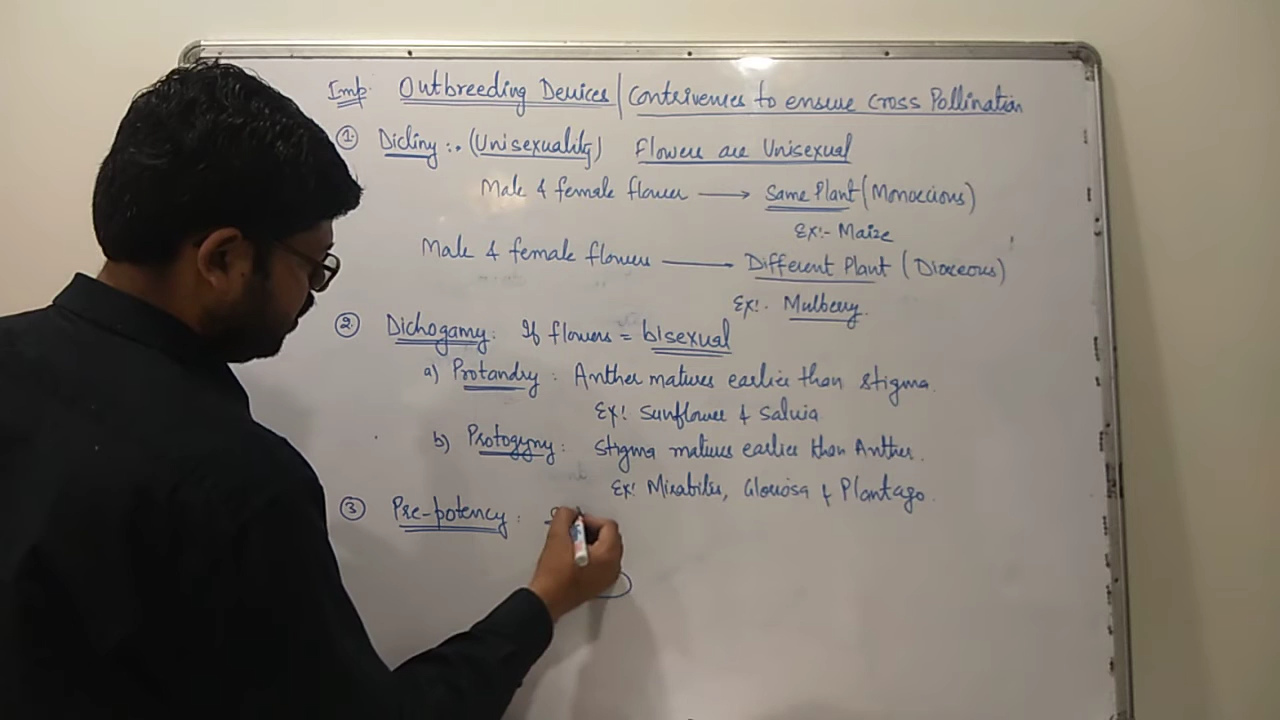 Imp: Outbreeding Devices / Contrivences to ensure Cross Pollination
① Dicliny :. (Unisexuality) Flowers are Unisexual
Male & female flower → Same Plant (Monoecious)
Ex:- Maize
Male & female flowers → Different Plant (Dioeceous)
Ex:- Mulberry.
② Dichogamy: If flowers = bisexual
a) Protandry : Anther matures earlier than stigma.
Ex: Sunflower & Salvia
b) Protogyny : Stigma matures earlier than Anther.
Ex: Mirabiles, Gloriosa & Plantago.
③ Pre-potency :